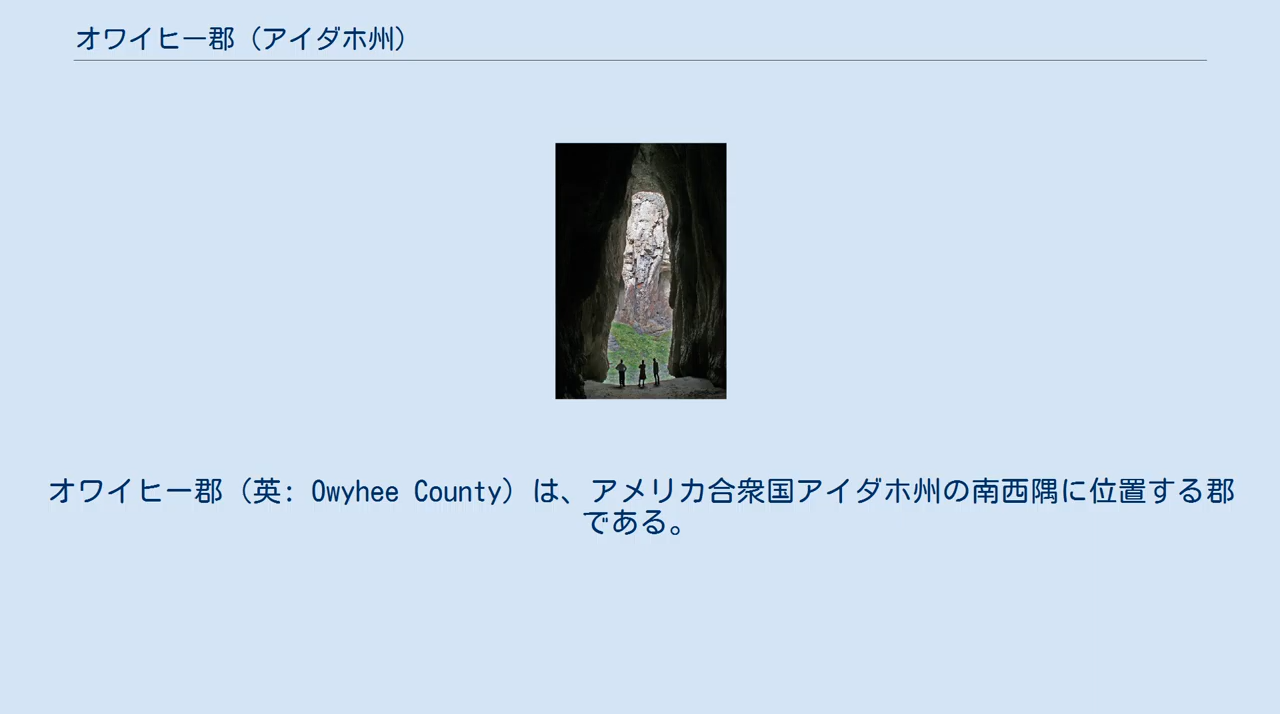 オワイヒー郡（アイダホ州）
オワイヒー郡（英: Owyhee County）は、アメリカ合衆国アイダホ州の南西隅に位置する郡
である。